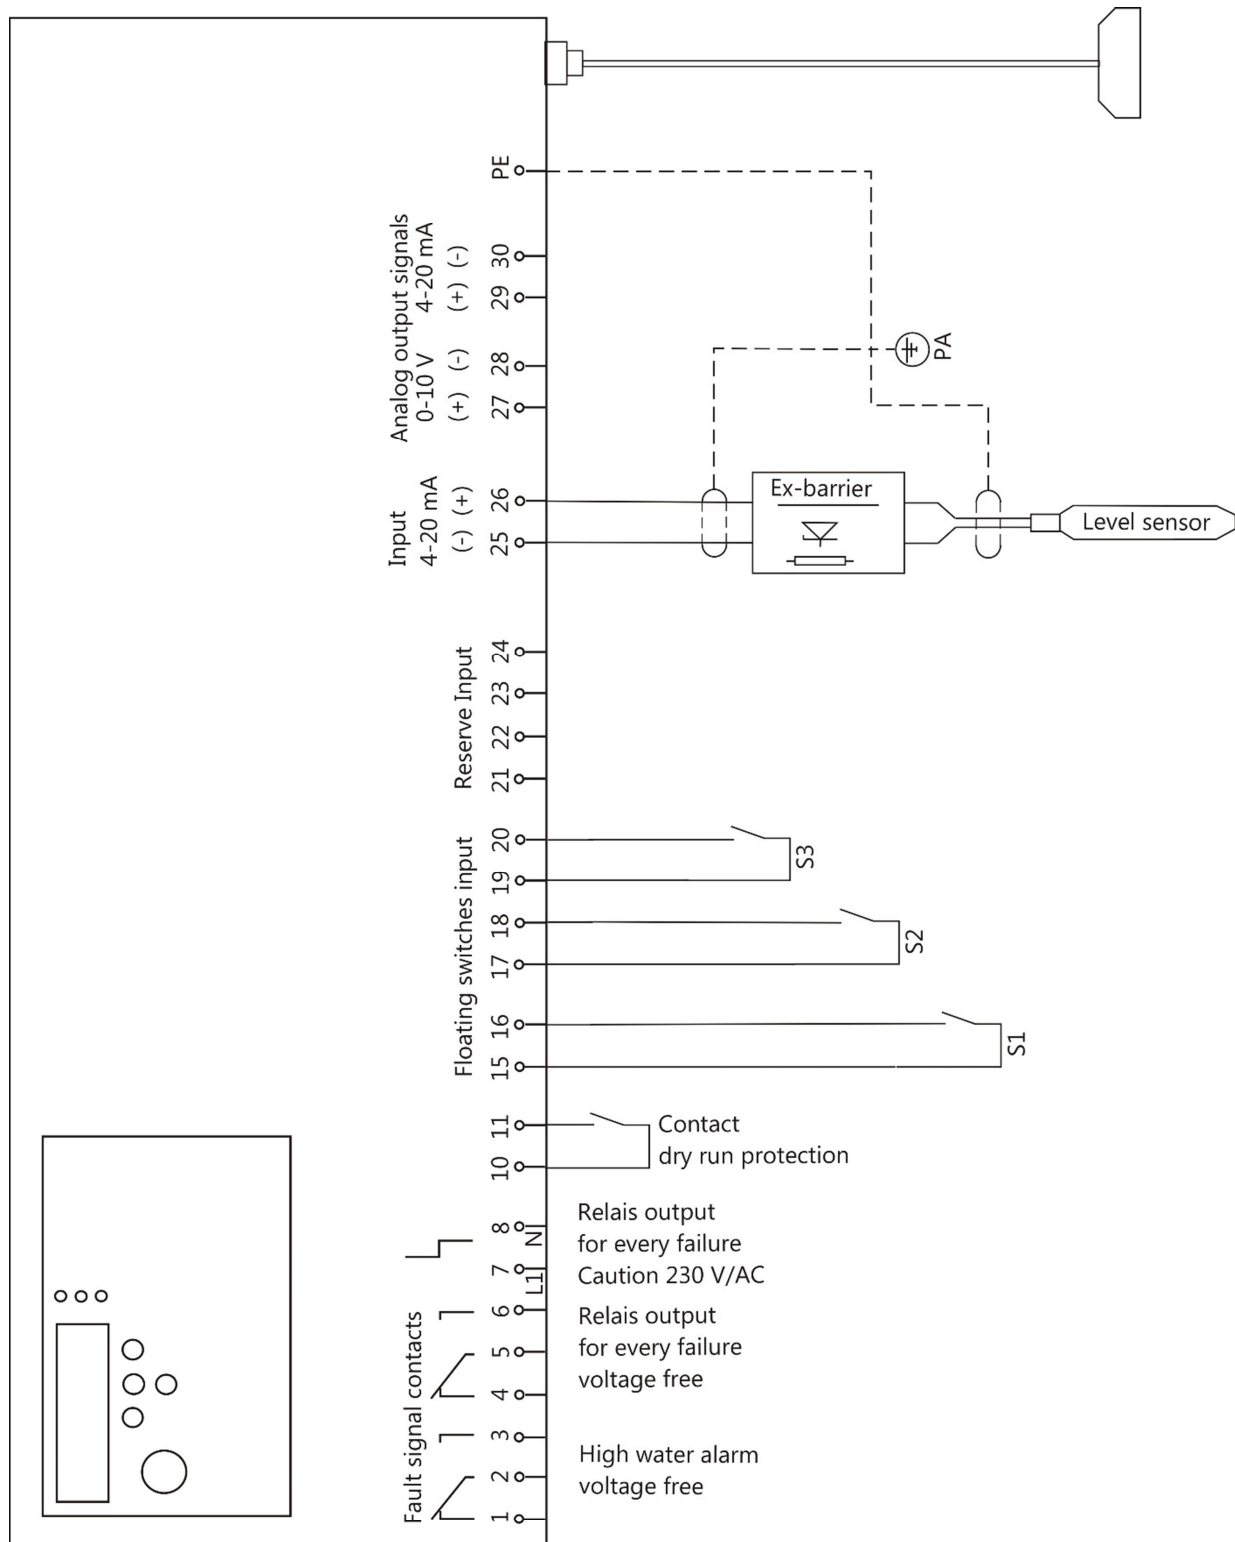 PE
Analog output signals
4-20 mA
(-)
(+)
30
29
0-10 V
(-)
(+)
28
27
PA
Input
4-20 mA
(+)
(-)
26
25
Ex-barrier
Level sensor
Reserve Input
24
23
22
21
Floating switches input
20
19
S3
18
17
S2
16
15
S1
11
10
Contact
dry run protection
8
N
7
L1
Relais output
for every failure
Caution 230 V/AC
Fault signal contacts
6
5
4
Relais output
for every failure
voltage free
3
2
1
High water alarm
voltage free